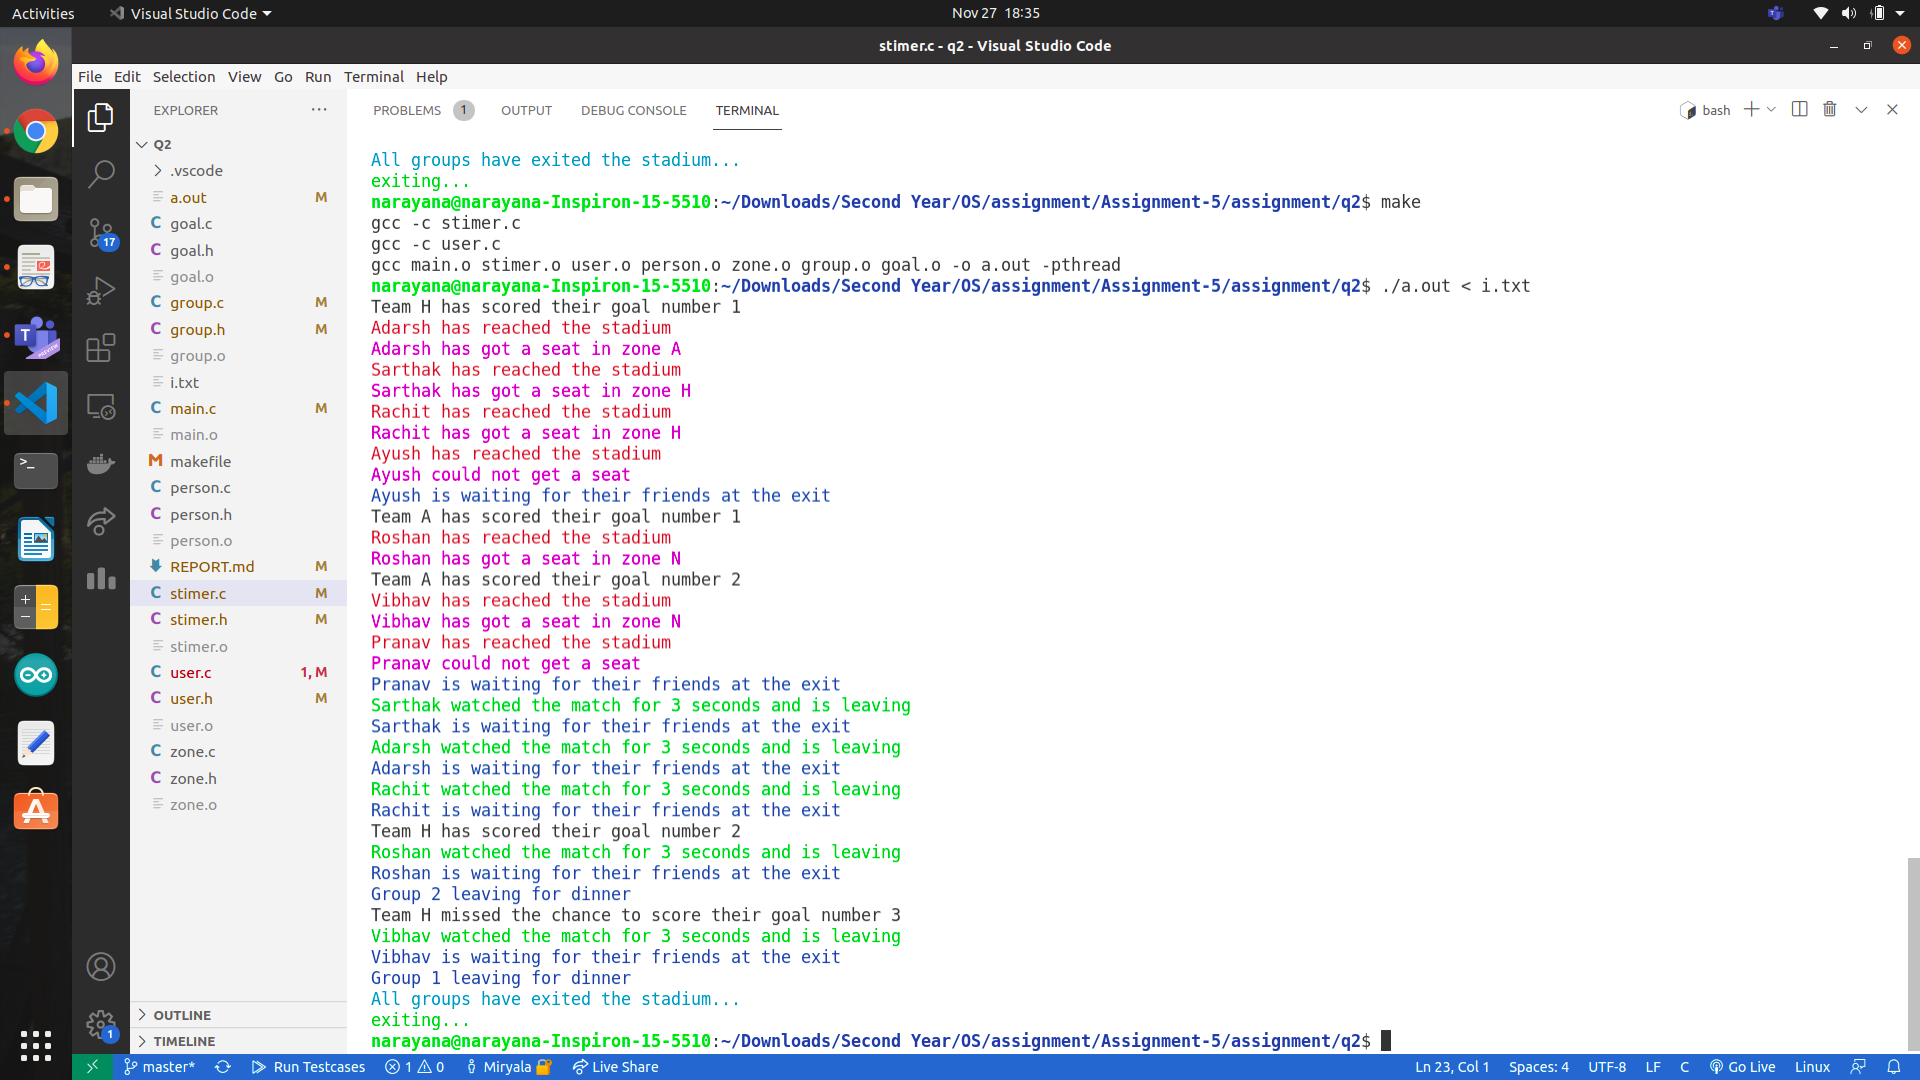 Activities
Visual Studio Code
Nov 27 18:35
stimer.c - q2 - Visual Studio Code
File Edit Selection View Go Run Terminal Help
EXPLORER
Q2
.vscode
a.out M
goal.c
goal.h
goal.o
group.c M
group.h M
group.o
i.txt
main.c M
main.o
makefile
person.c
person.h
person.o
REPORT.md M
stimer.c M
stimer.h M
stimer.o
user.c 1, M
user.h M
user.o
zone.c
zone.h
zone.o
OUTLINE
TIMELINE
17
1
PROBLEMS 1 OUTPUT DEBUG CONSOLE TERMINAL
bash
All groups have exited the stadium...
exiting...
narayana@narayana-Inspiron-15-5510:~/Downloads/Second Year/OS/assignment/Assignment-5/assignment/q2$ make
gcc -c stimer.c
gcc -c user.c
gcc main.o stimer.o user.o person.o zone.o group.o goal.o -o a.out -pthread
narayana@narayana-Inspiron-15-5510:~/Downloads/Second Year/OS/assignment/Assignment-5/assignment/q2$ ./a.out < i.txt
Team H has scored their goal number 1
Adarsh has reached the stadium
Adarsh has got a seat in zone A
Sarthak has reached the stadium
Sarthak has got a seat in zone H
Rachit has reached the stadium
Rachit has got a seat in zone H
Ayush has reached the stadium
Ayush could not get a seat
Ayush is waiting for their friends at the exit
Team A has scored their goal number 1
Roshan has reached the stadium
Roshan has got a seat in zone N
Team A has scored their goal number 2
Vibhav has reached the stadium
Vibhav has got a seat in zone N
Pranav has reached the stadium
Pranav could not get a seat
Pranav is waiting for their friends at the exit
Sarthak watched the match for 3 seconds and is leaving
Sarthak is waiting for their friends at the exit
Adarsh watched the match for 3 seconds and is leaving
Adarsh is waiting for their friends at the exit
Rachit watched the match for 3 seconds and is leaving
Rachit is waiting for their friends at the exit
Team H has scored their goal number 2
Roshan watched the match for 3 seconds and is leaving
Roshan is waiting for their friends at the exit
Group 2 leaving for dinner
Team H missed the chance to score their goal number 3
Vibhav watched the match for 3 seconds and is leaving
Vibhav is waiting for their friends at the exit
Group 1 leaving for dinner
All groups have exited the stadium...
exiting...
narayana@narayana-Inspiron-15-5510:~/Downloads/Second Year/OS/assignment/Assignment-5/assignment/q2$
master* Run Testcases 1 0 Miryala Live Share Ln 23, Col 1 Spaces: 4 UTF-8 LF C Go Live Linux